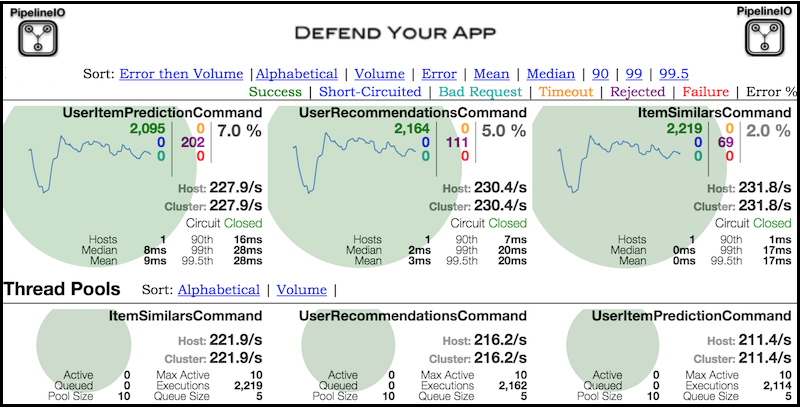 PipelineIO
DEFEND YOUR APP
PipelineIO
Sort: Error then Volume | Alphabetical | Volume | Error | Mean | Median | 90 | 99 | 99.5
Success | Short-Circuited | Bad Request | Timeout | Rejected | Failure | Error %
UserItemPredictionCommand
2,095 0 7.0 %
0 202
0 0
Host: 227.9/s
Cluster: 227.9/s
Circuit Closed
Hosts 1 90th 16ms
Median 8ms 99th 28ms
Mean 9ms 99.5th 28ms
UserRecommendationsCommand
2,164 0 5.0 %
0 111
0 0
Host: 230.4/s
Cluster: 230.4/s
Circuit Closed
Hosts 1 90th 7ms
Median 2ms 99th 20ms
Mean 3ms 99.5th 20ms
ItemSimilarsCommand
2,219 0 2.0 %
0 69
0 0
Host: 231.8/s
Cluster: 231.8/s
Circuit Closed
Hosts 1 90th 1ms
Median 0ms 99th 17ms
Mean 0ms 99.5th 17ms
Thread Pools Sort: Alphabetical | Volume |
ItemSimilarsCommand
Host: 221.9/s
Cluster: 221.9/s
Active 0 Max Active 10
Queued 0 Executions 2,219
Pool Size 10 Queue Size 5
UserRecommendationsCommand
Host: 216.2/s
Cluster: 216.2/s
Active 0 Max Active 10
Queued 0 Executions 2,162
Pool Size 10 Queue Size 5
UserItemPredictionCommand
Host: 211.4/s
Cluster: 211.4/s
Active 0 Max Active 10
Queued 0 Executions 2,114
Pool Size 10 Queue Size 5